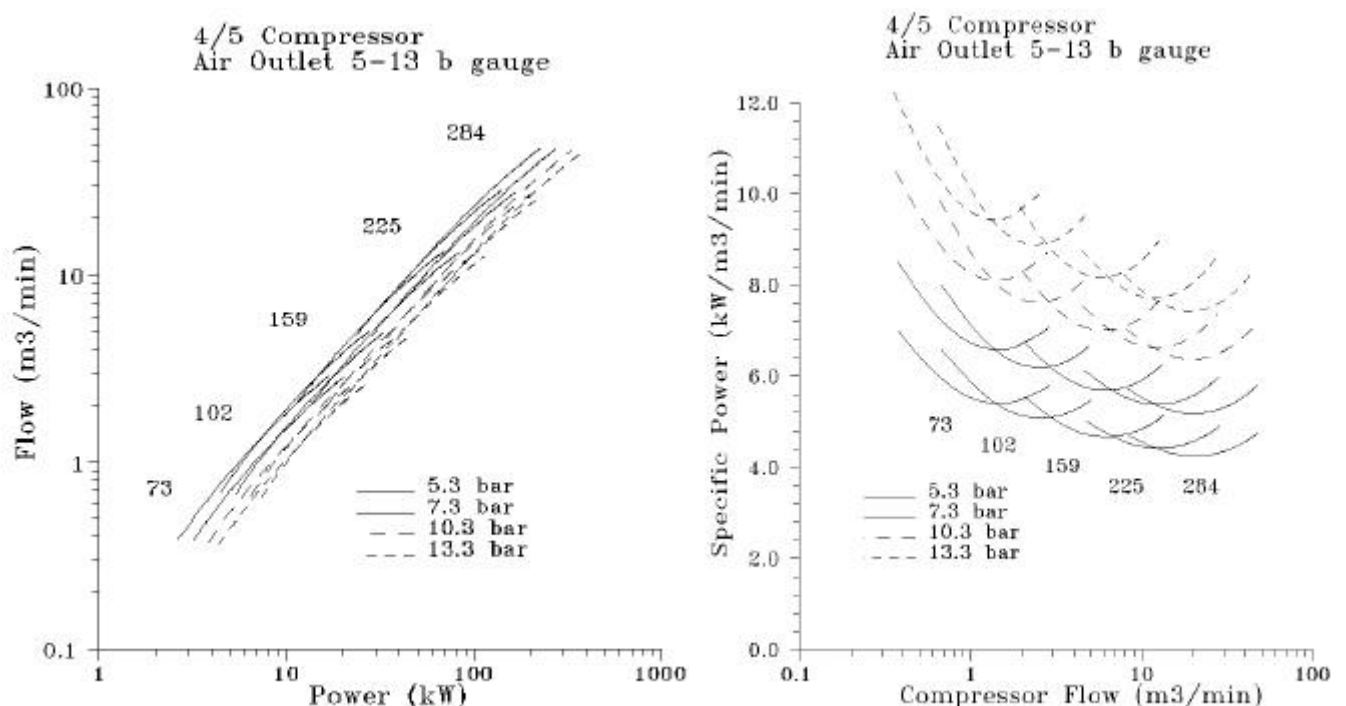 4/5 Compressor
Air Outlet 5-13 b gauge
Flow (m3/min)
100
10
1
0.1
284
225
159
102
73
5.3 bar
7.3 bar
10.3 bar
13.3 bar
1
10
100
1000
Power (kW)
4/5 Compressor
Air Outlet 5-13 b gauge
Specific Power (kW/m3/min)
12.0
10.0
8.0
6.0
4.0
2.0
0.0
73
102
159
225
284
5.3 bar
7.3 bar
10.3 bar
13.3 bar
0.1
1
10
100
Compressor Flow (m3/min)